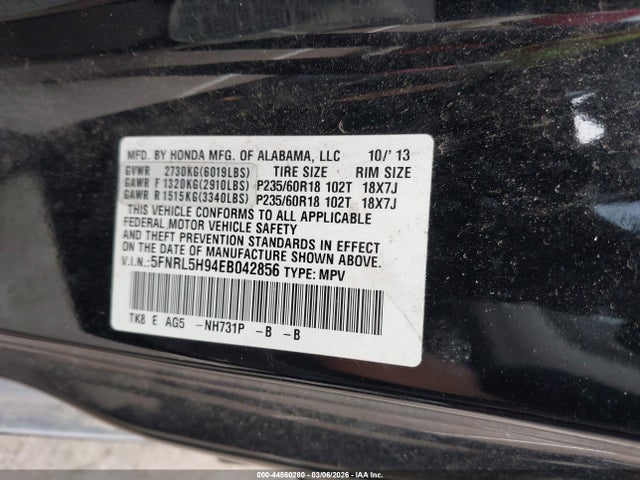 MFD. BY HONDA MFG. OF ALABAMA, LLC 10/'13
GVWR 2730KG(6019LBS) TIRE SIZE RIM SIZE
GAWR F 1320KG(2910LBS) P235/60R18 102T 18X7J
GAWR R 1515KG(3340LBS) P235/60R18 102T 18X7J
THIS VEHICLE CONFORMS TO ALL APPLICABLE
FEDERAL MOTOR VEHICLE SAFETY
AND THEFT PREVENTION STANDARDS IN EFFECT
ON THE DATE OF MANUFACTURE SHOWN ABOVE.
V.I.N.:5FNRL5H94EB042856 TYPE: MPV
TK8 E AG5 -NH731P -B -B
000-44560280 - 03/06/2026 - IAA Inc.